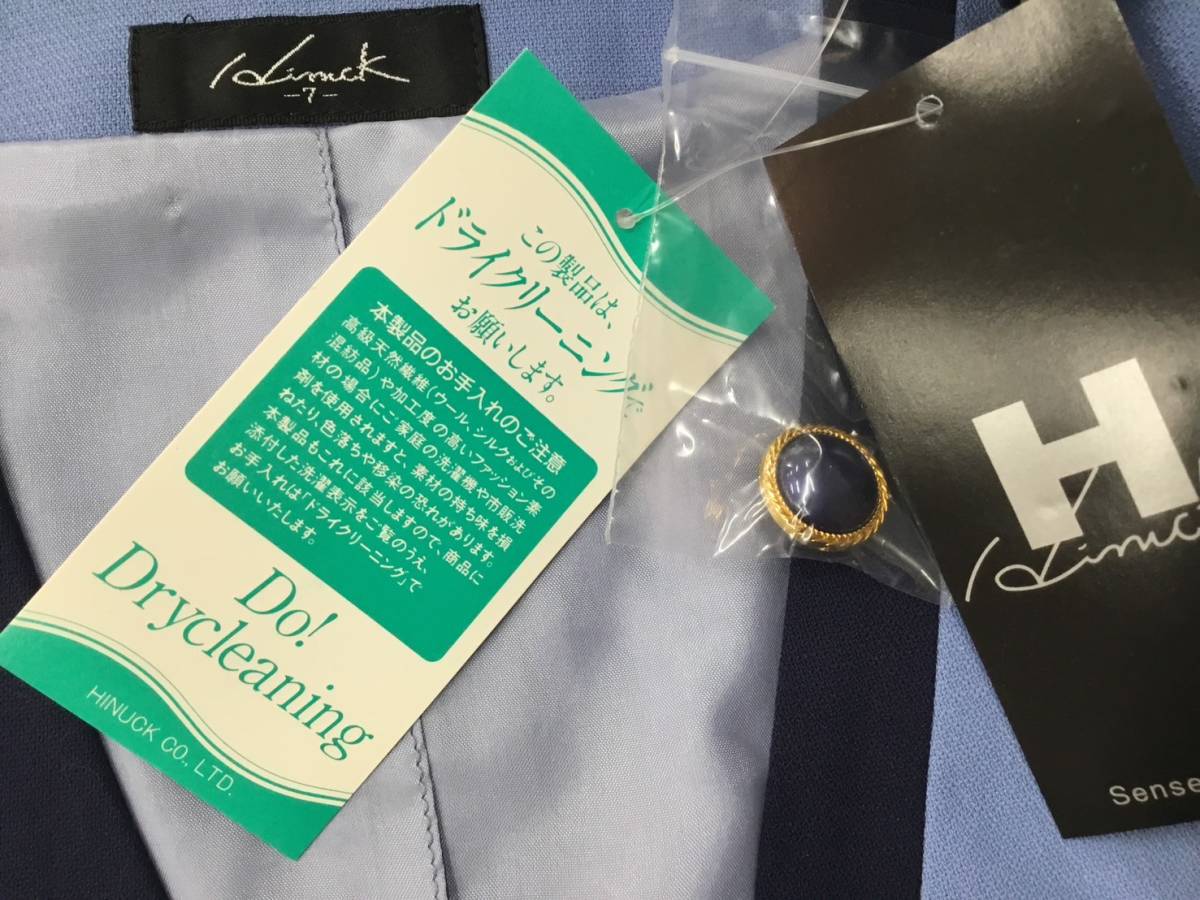 Hinuck
-7-
この製品は、
ドライクリーニングで
お願いします。
本製品のお手入れのご注意
高級天然繊維(ウール、シルクおよびその
混紡品)や加工度の高いファッション素
材の場合にご家庭の洗濯機や市販洗
剤を使用されますと、素材の持ち味を損
ねたり、色落ちや移染の恐れがあります。
本製品もこれに該当しますので、商品に
添付した洗濯表示をご覧のうえ、
お手入れは「ドライクリーニング」で
お願いいたします。
Do!
Drycleaning
HINUCK CO., LTD.
H
Hinuck
Sense